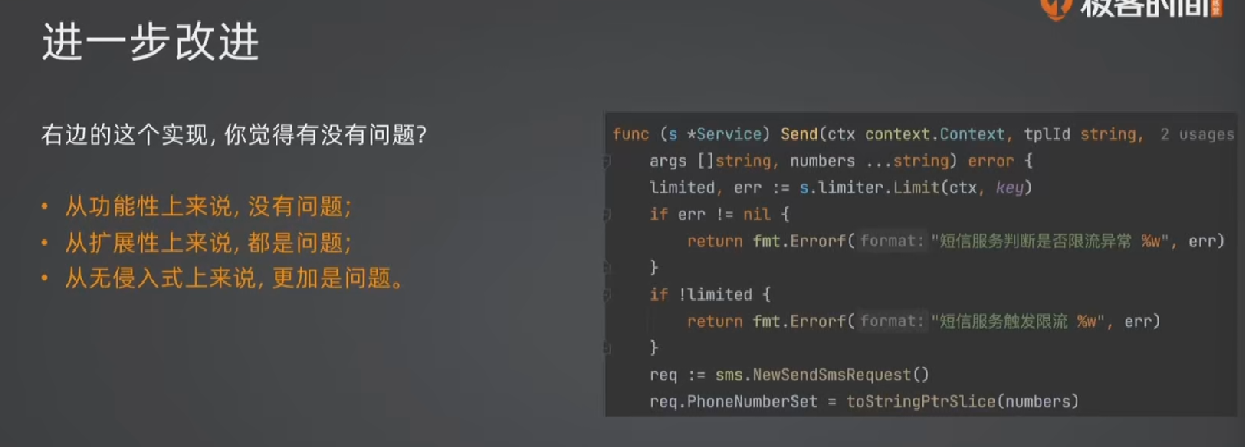 极客时间
进一步改进
右边的这个实现, 你觉得有没有问题?
• 从功能性上来说, 没有问题;
• 从扩展性上来说, 都是问题;
• 从无侵入式上来说, 更加是问题。
func (s *Service) Send(ctx context.Context, tplId string, 2 usages
args []string, numbers ...string) error {
limited, err := s.limiter.Limit(ctx, key)
if err != nil {
return fmt.Errorf( format: "短信服务判断是否限流异常 %w", err)
}
if !limited {
return fmt.Errorf( format: "短信服务触发限流 %w", err)
}
req := sms.NewSendSmsRequest()
req.PhoneNumberSet = toStringPtrSlice(numbers)